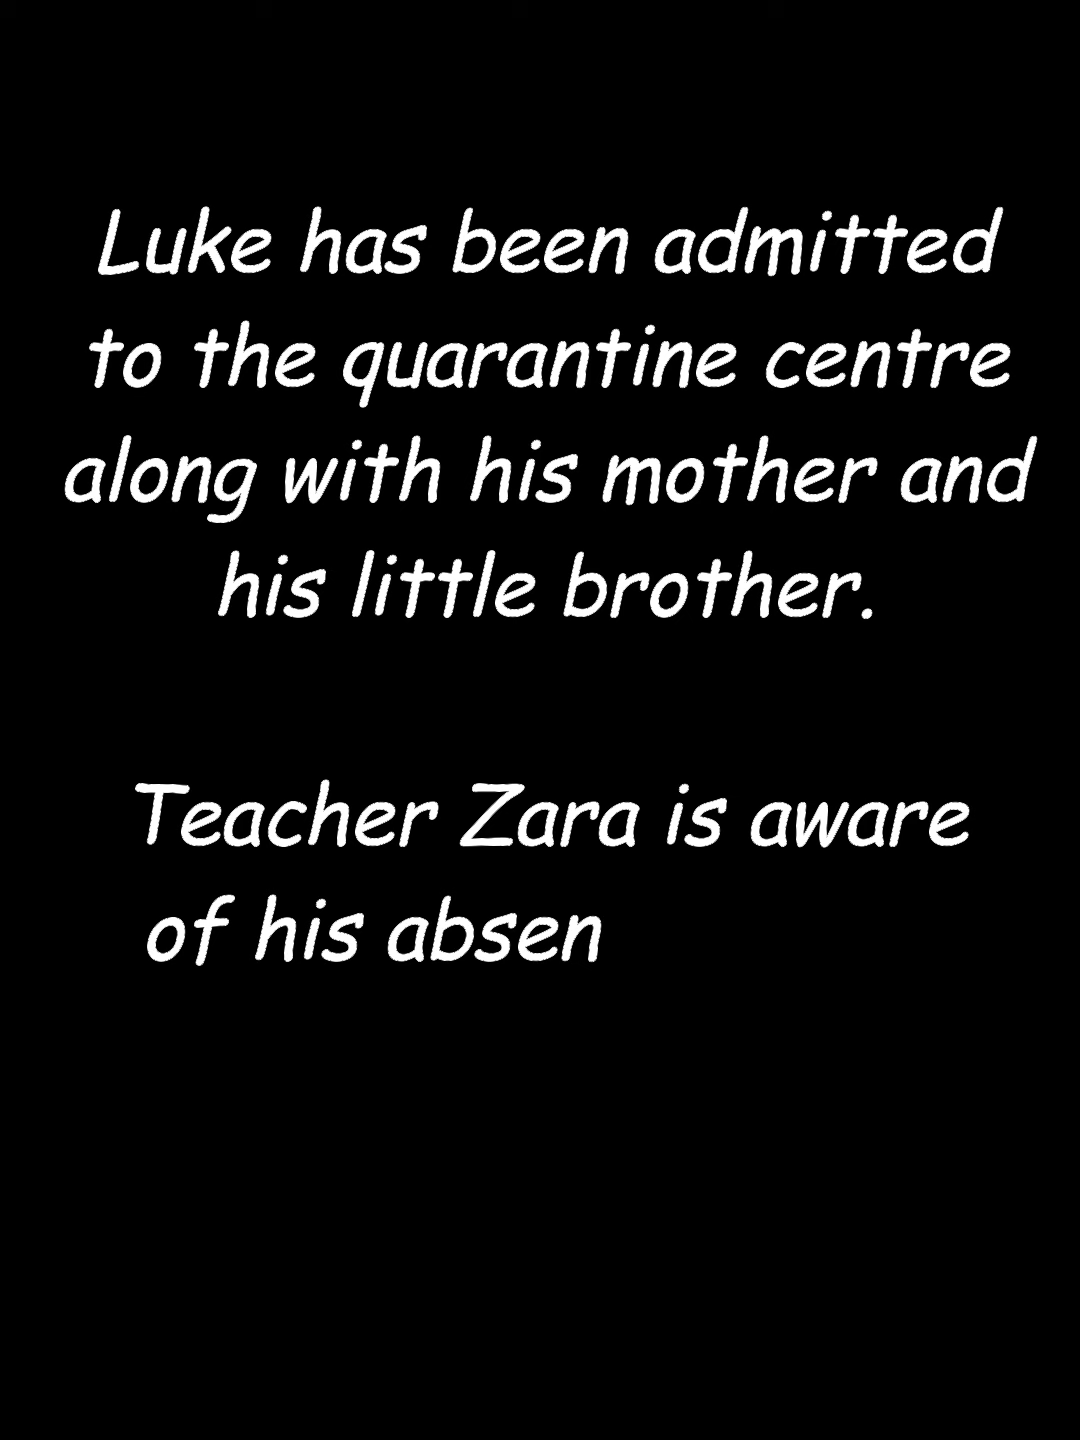 Luke has been admitted
to the quarantine centre
along with his mother and
his little brother.
Teacher Zara is aware
of his absen